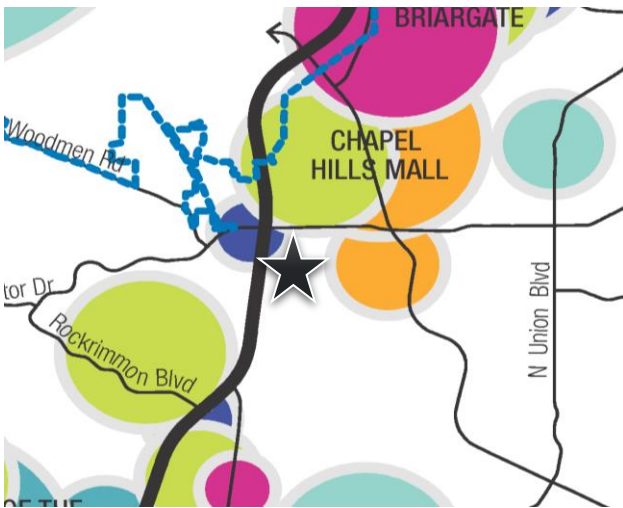 BRIARGATE
CHAPEL
HILLS MALL
Woodmen Rd
tor Dr
Rockrimmon Blvd
N Union Blvd
OF THE